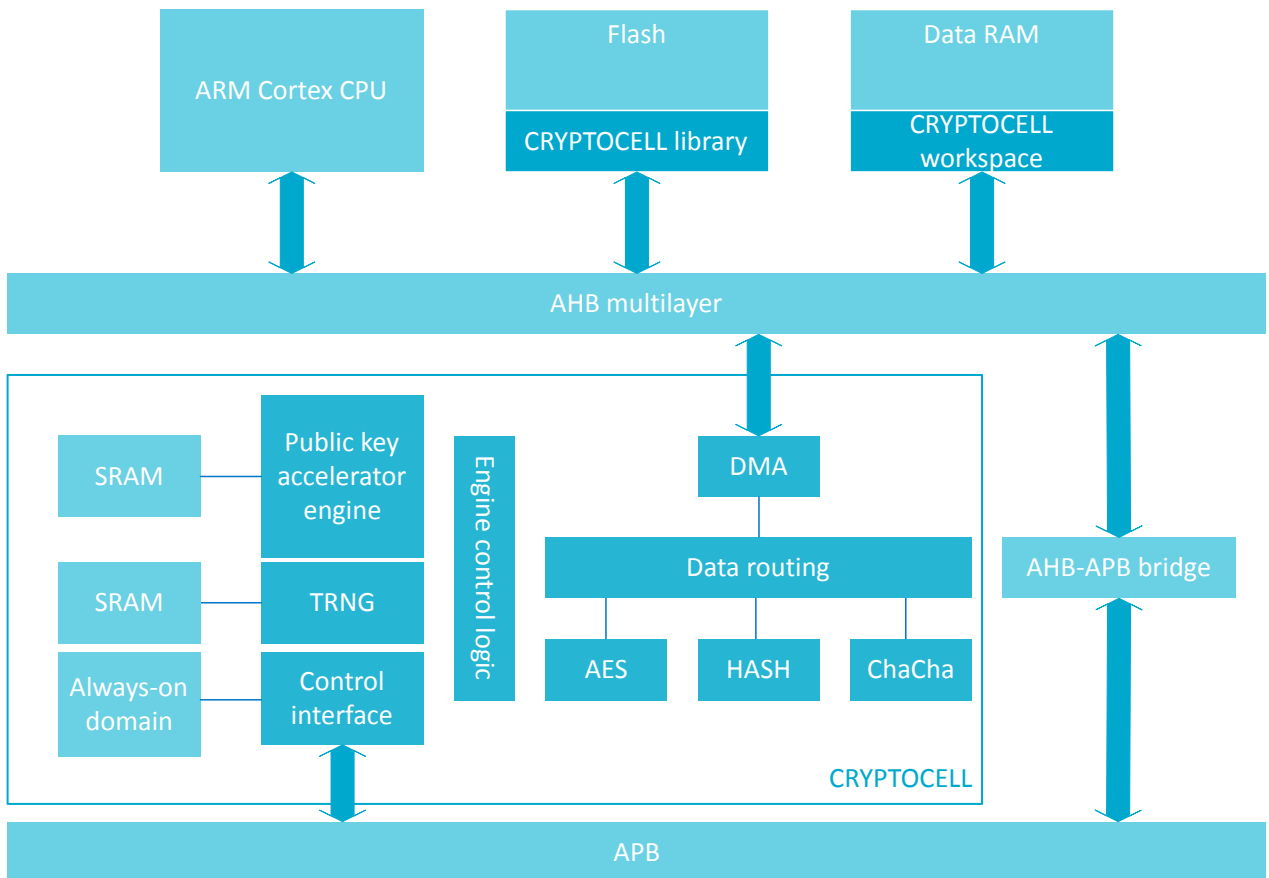 ARM Cortex CPU
Flash
CRYPTOCELL library
Data RAM
CRYPTOCELL
workspace
AHB multilayer
SRAM
Public key
accelerator
engine
SRAM
TRNG
Always-on
domain
Control
interface
Engine control logic
DMA
Data routing
AES
HASH
ChaCha
CRYPTOCELL
AHB-APB bridge
APB